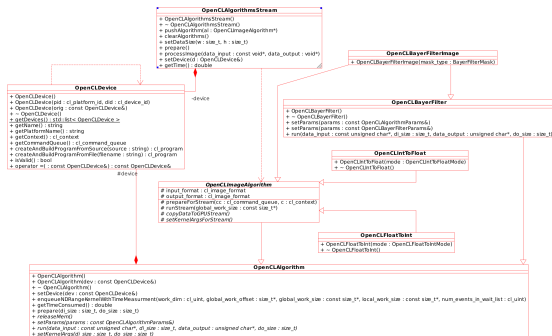 OpenCLAlgorithmsStream
+ OpenCLAlgorithmsStream()
+ ~ OpenCLAlgorithmsStream()
+ pushAlgorithm(al : OpenCLImageAlgorithm*)
+ clearAlgorithms()
+ setDataSize(w : size_t, h : size_t)
+ prepare()
+ processImage(data_input : const void*, data_output : void*)
+ setDevice(d : OpenCLDevice&)
+ getTime() : double
OpenCLBayerFilterImage
+ OpenCLBayerFilterImage(mask_type : BayerFilterMask)
OpenCLDevice
+ OpenCLDevice()
+ OpenCLDevice(pid : cl_platform_id, did : cl_device_id)
+ OpenCLDevice(orig : const OpenCLDevice&)
+ ~ OpenCLDevice()
+ getDevices() : std::list< OpenCLDevice >
+ getName() : string
+ getPlatformName() : string
+ getContext() : cl_context
+ getCommandQueue() : cl_command_queue
+ createAndBuildProgramFromSource(source : string) : cl_program
+ createAndBuildProgramFromFile(filename : string) : cl_program
+ isValid() : bool
+ operator =( : const OpenCLDevice&) : const OpenCLDevice&
-device
OpenCLBayerFilter
+ OpenCLBayerFilter()
+ ~ OpenCLBayerFilter()
+ setParams(params : const OpenCLAlgorithmParams&)
+ setParams(params : const OpenCLBayerFilterParams&)
+ run(data_input : const unsigned char*, di_size : size_t, data_output : unsigned char*, do_size : size_t)
OpenCLIntToFloat
+ OpenCLIntToFloat(mode : OpenCLIntToFloatMode)
+ ~ OpenCLIntToFloat()
#device
OpenCLImageAlgorithm
# input_format : cl_image_format
# output_format : cl_image_format
+ prepareForStream(cc : cl_command_queue, c : cl_context)
# runStream(global_work_size : const size_t*)
# copyDataToGPUStream()
# setKernelArgsForStream()
OpenCLFloatToInt
+ OpenCLFloatToInt(mode : OpenCLFloatToIntMode)
+ ~ OpenCLFloatToInt()
OpenCLAlgorithm
+ OpenCLAlgorithm()
+ OpenCLAlgorithm(dev : const OpenCLDevice&)
+ ~ OpenCLAlgorithm()
+ setDevice(dev : const OpenCLDevice&)
+ enqueueNDRangeKernelWithTimeMeasurment(work_dim : cl_uint, global_work_offset : size_t*, global_work_size : const size_t*, local_work_size : const size_t*, num_events_in_wait_list : cl_uint)
+ getTimeConsumed() : double
+ prepare(di_size : size_t, do_size : size_t)
+ releaseMem()
+ setParams(params : const OpenCLAlgorithmParams&)
+ run(data_input : const unsigned char*, di_size : size_t, data_output : unsigned char*, do_size : size_t)
+ setKernelArgs(di_size : size_t, do_size : size_t)